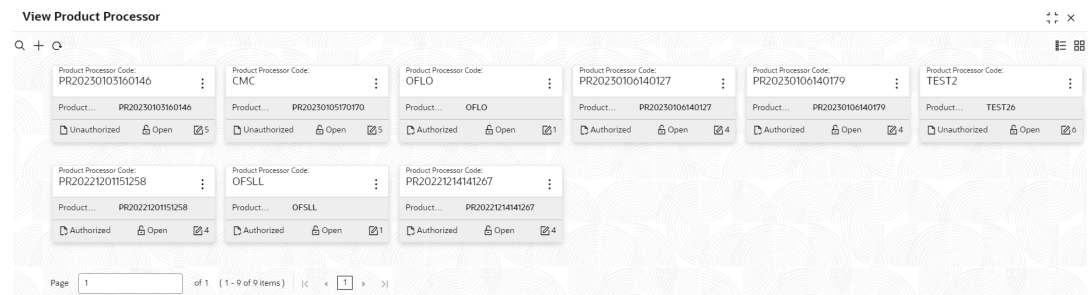 View Product Processor
Product Processor Code:
PR20230103160146
Product... PR20230103160146
Unauthorized Open 5
Product Processor Code:
CMC
Product... PR20230105170170
Unauthorized Open 5
Product Processor Code:
OFLO
Product... OFLO
Authorized Open 1
Product Processor Code:
PR20230106140127
Product... PR20230106140127
Authorized Open 4
Product Processor Code:
PR20230106140179
Product... PR20230106140179
Authorized Open 4
Product Processor Code:
TEST2
Product... TEST26
Unauthorized Open 6
Product Processor Code:
PR20221201151258
Product... PR20221201151258
Authorized Open 4
Product Processor Code:
OFSLL
Product... OFSLL
Authorized Open 1
Product Processor Code:
PR20221214141267
Product... PR20221214141267
Authorized Open 4
Page 1 of 1 ( 1 - 9 of 9 items ) 1